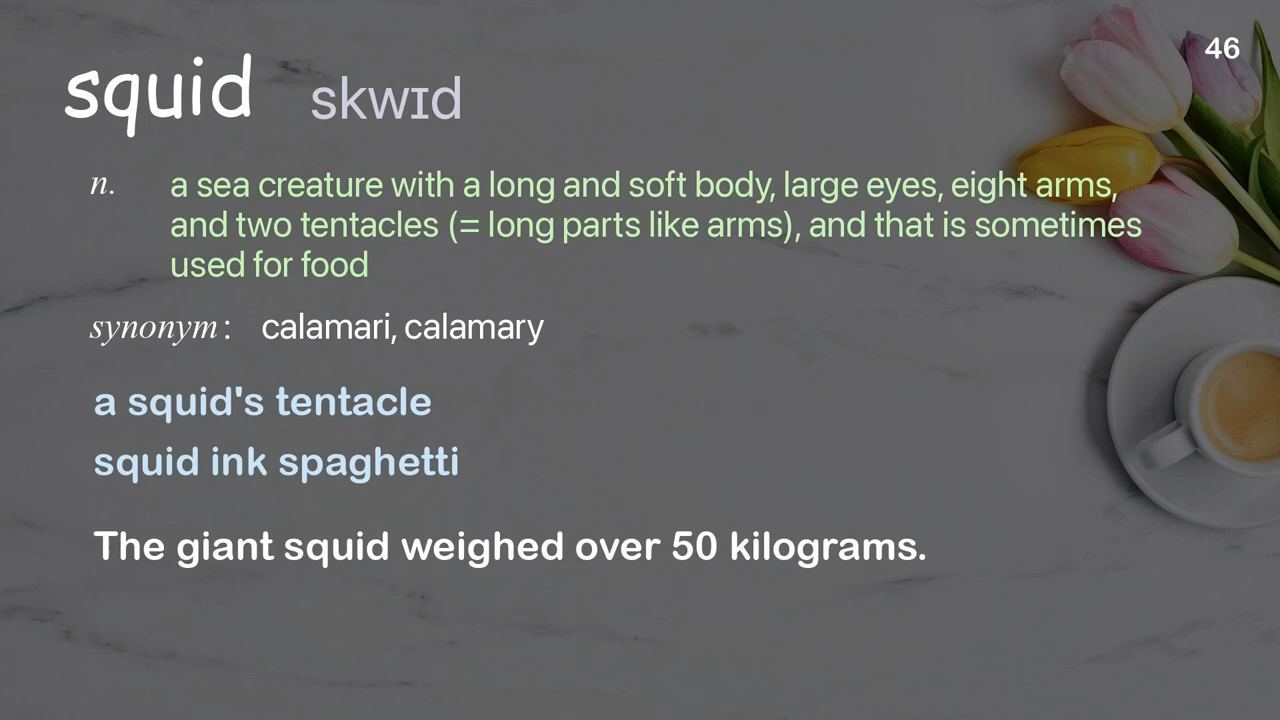 46
squid skwɪd
n. a sea creature with a long and soft body, large eyes, eight arms,
and two tentacles (= long parts like arms), and that is sometimes
used for food
synonym: calamari, calamary
a squid's tentacle
squid ink spaghetti
The giant squid weighed over 50 kilograms.